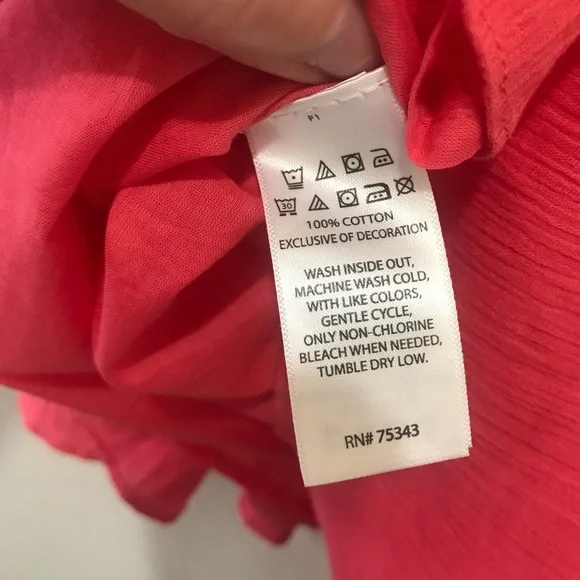 P1
30
100% COTTON
EXCLUSIVE OF DECORATION
WASH INSIDE OUT,
MACHINE WASH COLD,
WITH LIKE COLORS,
GENTLE CYCLE,
ONLY NON-CHLORINE
BLEACH WHEN NEEDED,
TUMBLE DRY LOW.
RN# 75343